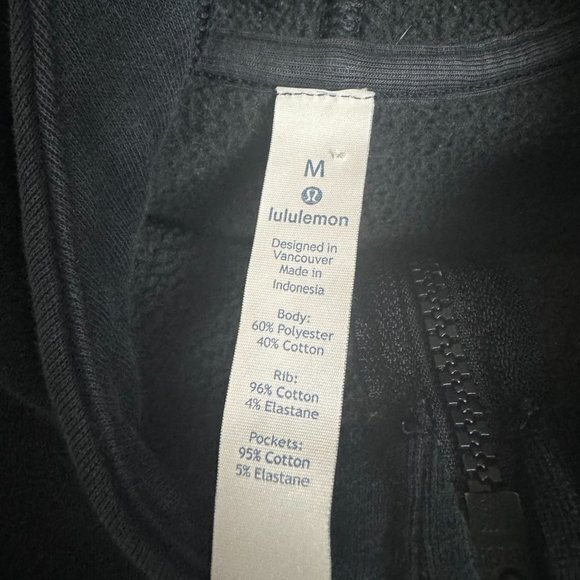 M
lululemon
Designed in
Vancouver
Made in
Indonesia
Body:
60% Polyester
40% Cotton
Rib:
96% Cotton
4% Elastane
Pockets:
95% Cotton
5% Elastane